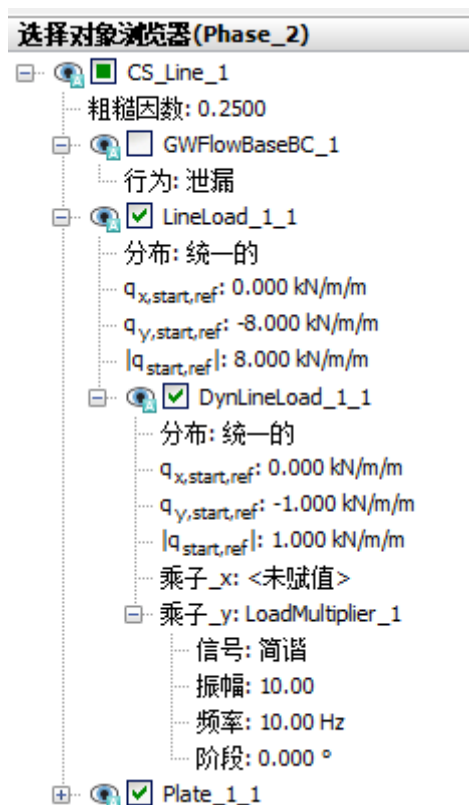 选择对象浏览器(Phase_2)
CS_Line_1
粗糙因数: 0.2500
GWFlowBaseBC_1
行为: 泄漏
LineLoad_1_1
分布: 统一的
qx,start,ref: 0.000 kN/m/m
qy,start,ref: -8.000 kN/m/m
|qstart,ref|: 8.000 kN/m/m
DynLineLoad_1_1
分布: 统一的
qx,start,ref: 0.000 kN/m/m
qy,start,ref: -1.000 kN/m/m
|qstart,ref|: 1.000 kN/m/m
乘子_x: <未赋值>
乘子_y: LoadMultiplier_1
信号: 简谐
振幅: 10.00
频率: 10.00 Hz
阶段: 0.000 °
Plate_1_1